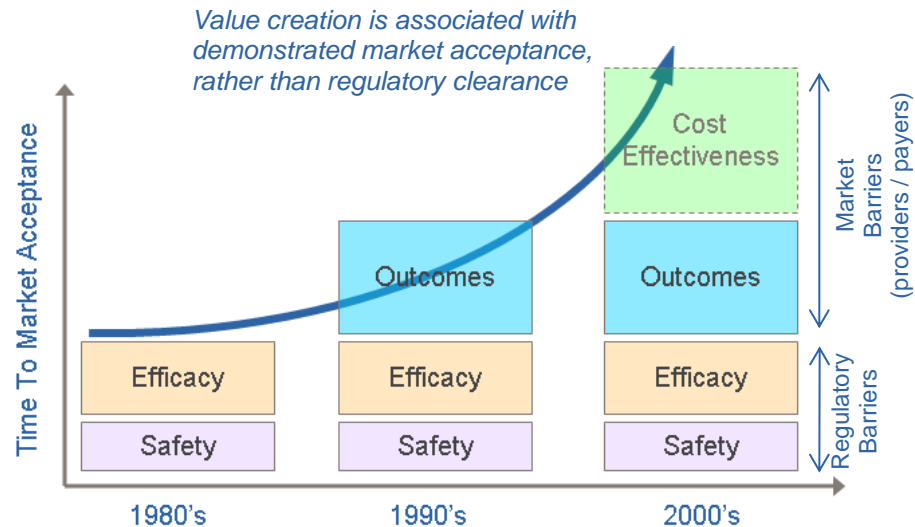 Value creation is associated with
demonstrated market acceptance,
rather than regulatory clearance
Time To Market Acceptance
Cost
Effectiveness
Outcomes
Outcomes
Efficacy
Efficacy
Efficacy
Safety
Safety
Safety
Market
Barriers
(providers / payers)
Regulatory
Barriers
1980's
1990's
2000's